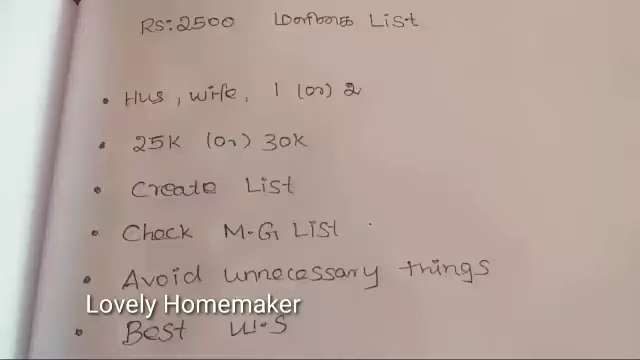 Rs: 2500 மளிகை List
• Hus, wife, 1 (or) 2
• 25K (or) 30K
• Create List
• Check M-G List
• Avoid unnecessary things
Lovely Homemaker
• Best W.S